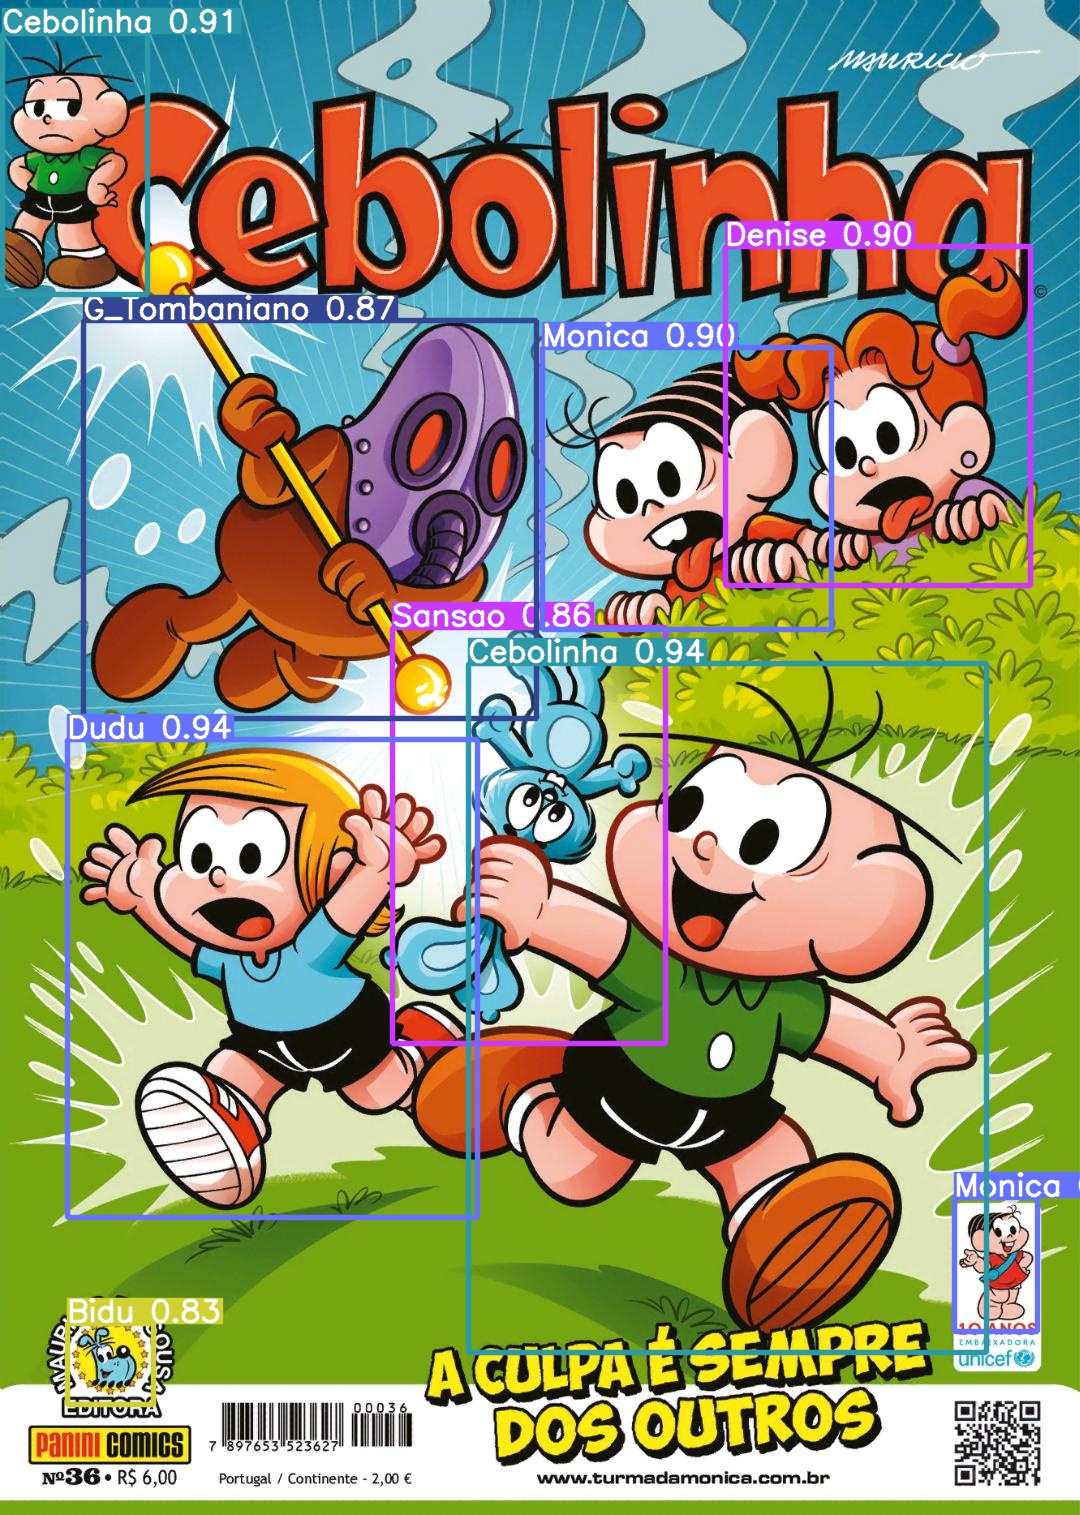 Cebolinha 0.91
MAURICIO
Cebolinha
Denise 0.90
©
G_Tombaniano 0.87
Monica 0.90
Sansao 0.86
Cebolinha 0.94
Dudu 0.94
Monica
Bidu 0.83
EDITORA
10 ANOS
EMBAIXADORA
unicef
A CULPA É SEMPRE
DOS OUTROS
PANINI COMICS
Nº36 • R$ 6,00
00036
7 897653 523627
Portugal / Continente - 2,00 €
www.turmadamonica.com.br